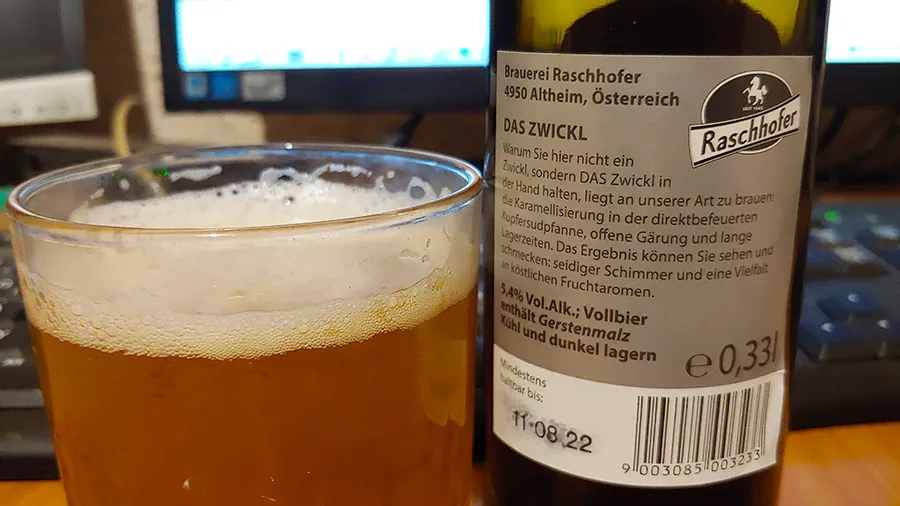 Brauerei Raschhofer
4950 Altheim, Österreich
Raschhofer
DAS ZWICKL
Warum Sie hier nicht ein
Zwickl, sondern DAS Zwickl in
der Hand halten, liegt an unserer Art zu brauen:
die Karamellisierung in der direktbefeuerten
Kupfersudpfanne, offene Gärung und lange
Lagerzeiten. Das Ergebnis können Sie sehen und
schmecken: seidiger Schimmer und eine Vielfalt
an köstlichen Fruchtaromen.
5,4% Vol.Alk.; Vollbier
enthält Gerstenmalz
Kühl und dunkel lagern
℮ 0,33l
Mindestens
haltbar bis:
11-08.22
9 003085 003233